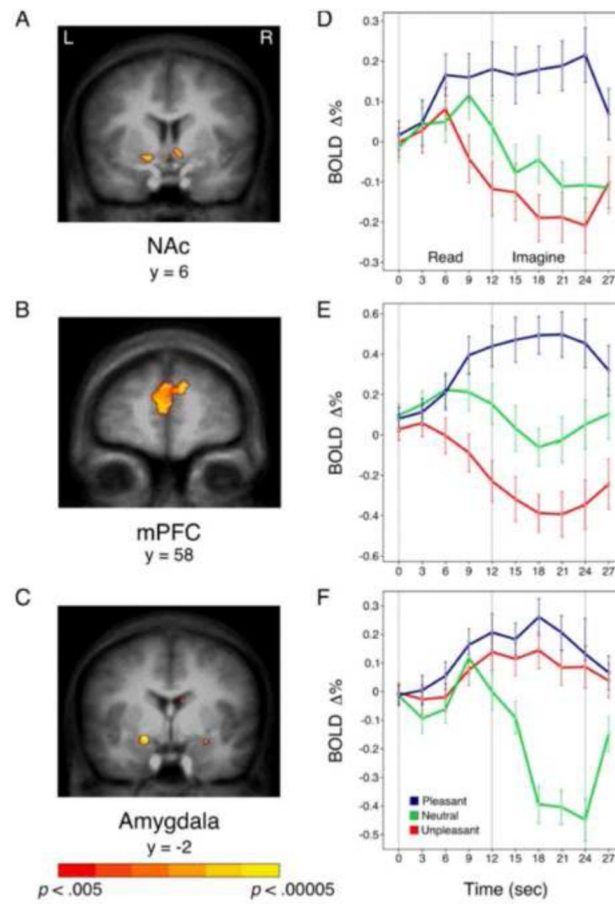 A
L
R
NAc
y = 6
B
mPFC
y = 58
C
Amygdala
y = -2
p < .005
p < .00005
D
BOLD Δ%
0.3
0.2
0.1
0
-0.1
-0.2
-0.3
Read
Imagine
0 3 6 9 12 15 18 21 24 27
E
BOLD Δ%
0.6
0.4
0.2
0
-0.2
-0.4
-0.6
0 3 6 9 12 15 18 21 24 27
F
BOLD Δ%
0.3
0.2
0.1
0
-0.1
-0.2
-0.3
-0.4
-0.5
Pleasant
Neutral
Unpleasant
0 3 6 9 12 15 18 21 24 27
Time (sec)